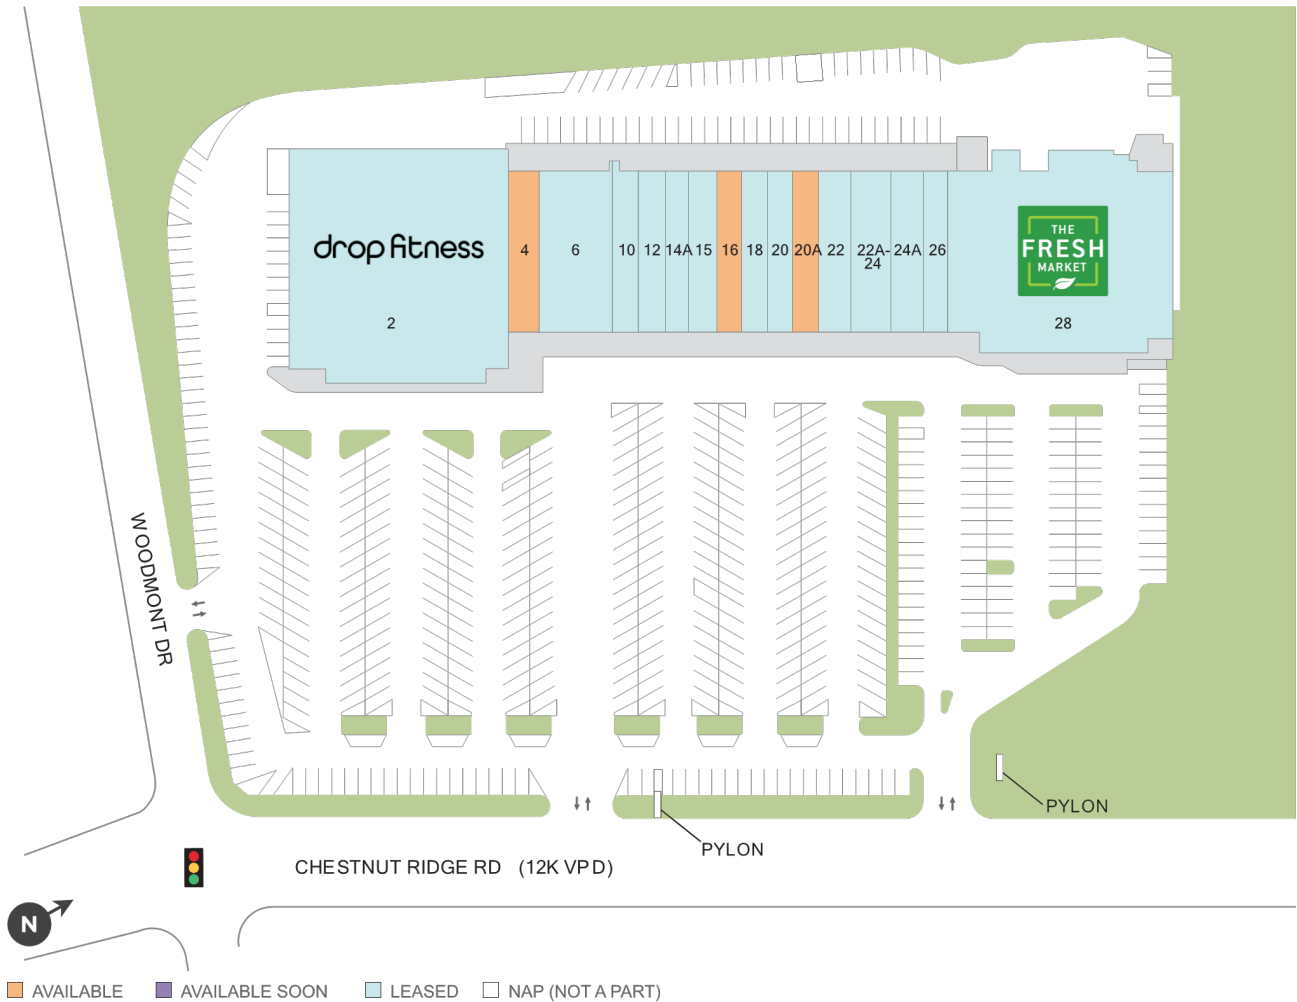 THE
FRESH
MARKET
drop fitness
4
6
10
12
14A
15
16
18
20
20A
22
22A-
24
24A
26
2
28
WOODMONT DR
PYLON
PYLON
CHESTNUT RIDGE RD (12K VPD)
N
AVAILABLE
AVAILABLE SOON
LEASED
NAP (NOT A PART)